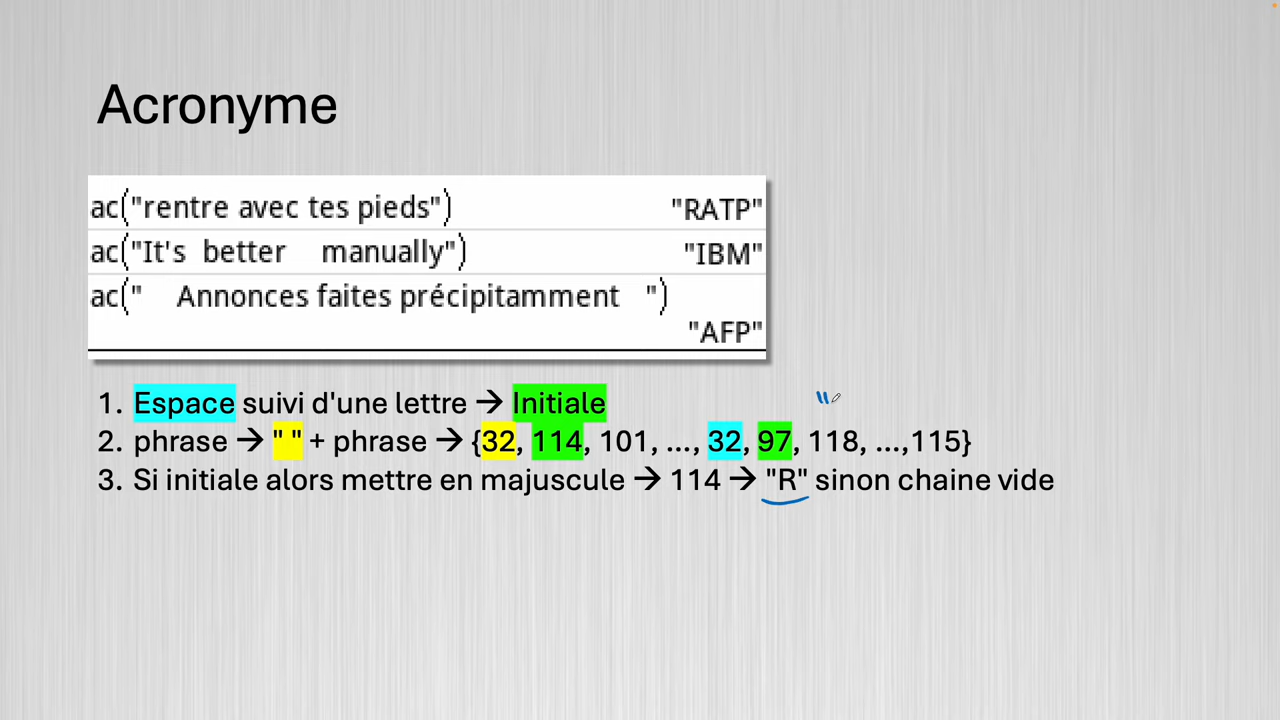 Acronyme
ac("rentre avec tes pieds") "RATP"
ac("It's  better    manually") "IBM"
ac("    Annonces faites précipitamment   ")
"AFP"
1. Espace suivi d'une lettre → Initiale
"
2. phrase → " " + phrase → {32, 114, 101, ..., 32, 97, 118, ...,115}
3. Si initiale alors mettre en majuscule → 114 → "R" sinon chaine vide